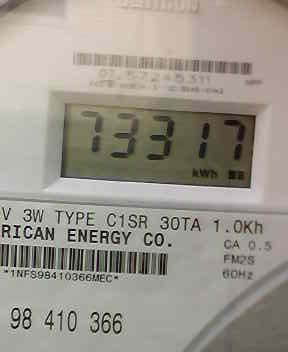 73317
kWh
V 3W TYPE C1SR 30TA 1.0Kh
RICAN ENERGY CO.
CA 0.5
FM2S
60Hz
*1NFS98410366MEC*
98 410 366